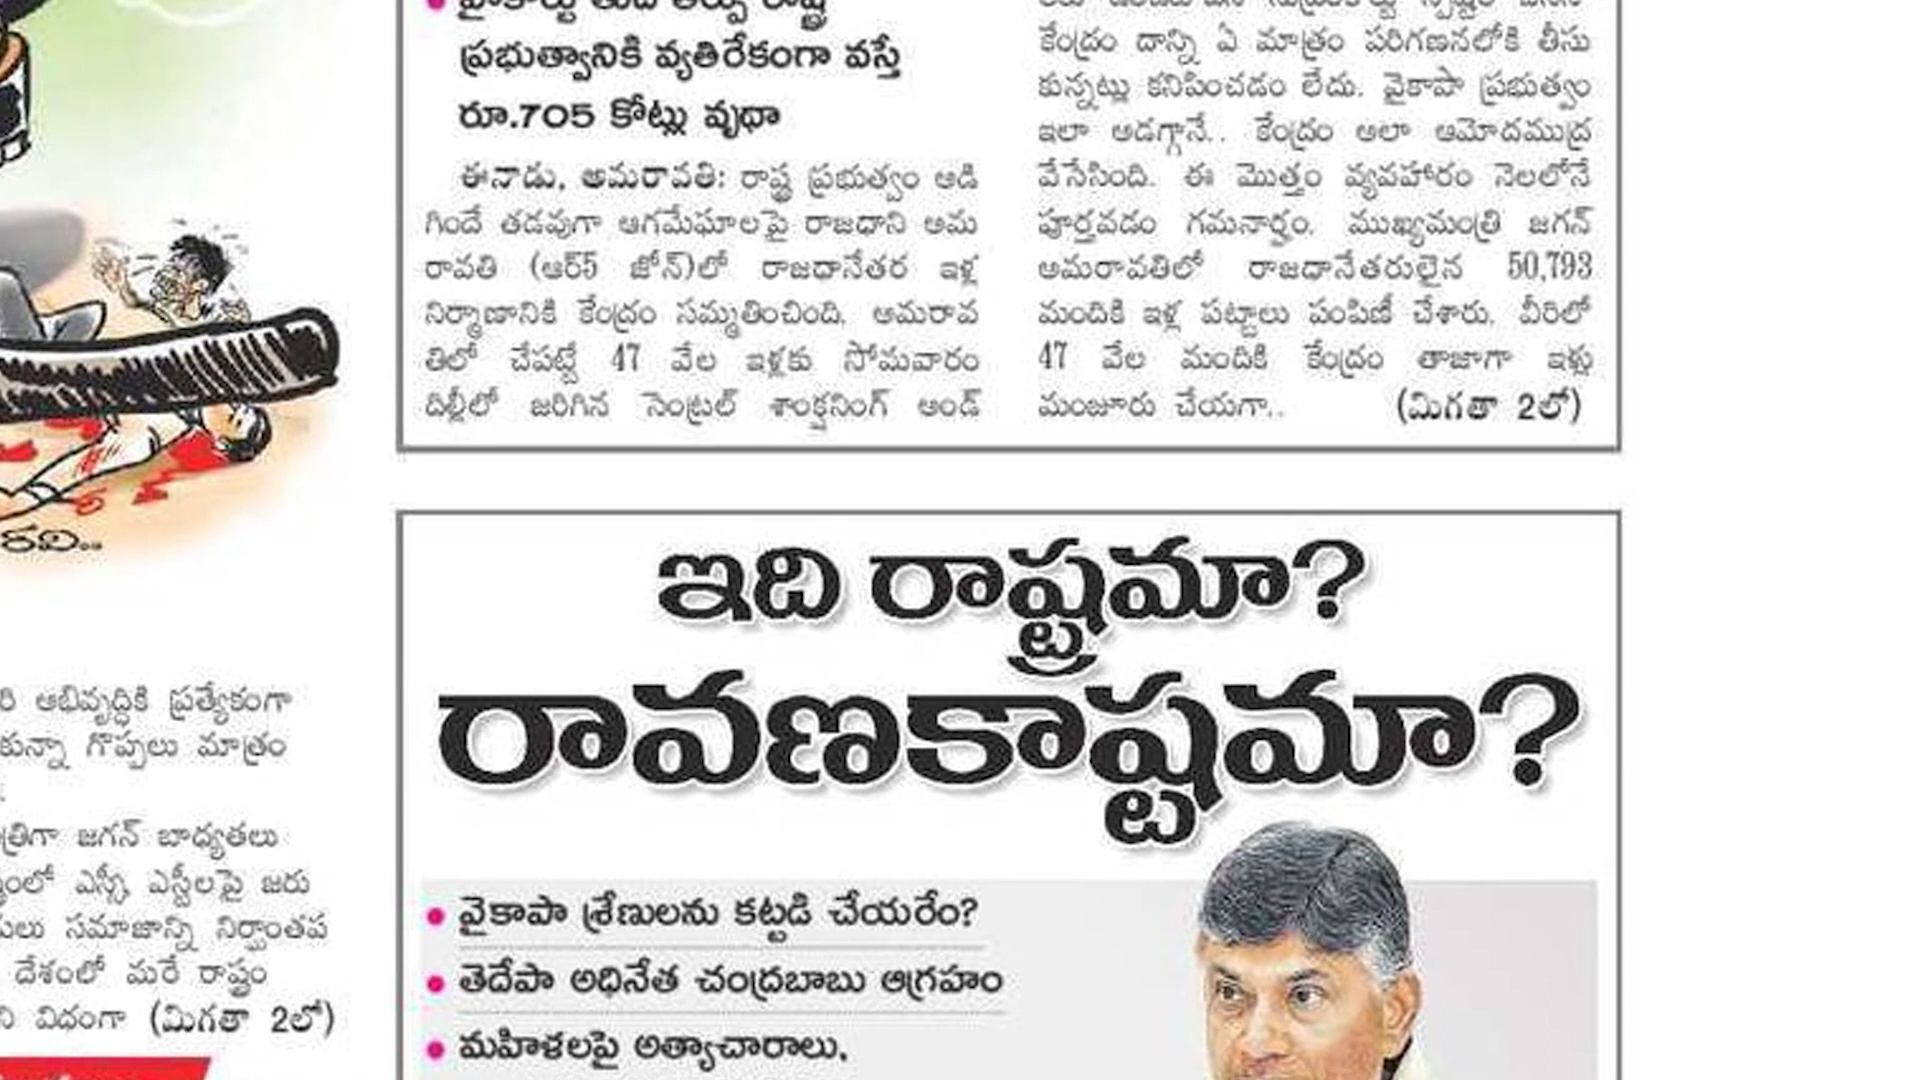 ప్రభుత్వానికి వ్యతిరేకంగా వస్తే
రూ.705 కోట్లు వృథా
ఈనాడు, అమరావతి: రాష్ట్ర ప్రభుత్వం అడి
గిందే తడవుగా ఆగమేఘాలపై రాజధాని అమ
రావతి (ఆర్‌5 జోన్‌)లో రాజధానేతర ఇళ్ల
నిర్మాణానికి కేంద్రం సమ్మతించింది. అమరావ
తిలో చేపట్టే 47 వేల ఇళ్లకు సోమవారం
దిల్లీలో జరిగిన సెంట్రల్‌ శాంక్షనింగ్‌ అండ్‌
కేంద్రం దాన్ని ఏ మాత్రం పరిగణనలోకి తీసు
కున్నట్లు కనిపించడం లేదు. వైకాపా ప్రభుత్వం
ఇలా అడగ్గానే.. కేంద్రం అలా ఆమోదముద్ర
వేసేసింది. ఈ మొత్తం వ్యవహారం నెలలోనే
పూర్తవడం గమనార్హం. ముఖ్యమంత్రి జగన్‌
అమరావతిలో రాజధానేతరులైన 50,793
మందికి ఇళ్ల పట్టాలు పంపిణీ చేశారు. వీరిలో
47 వేల మందికి కేంద్రం తాజాగా ఇళ్లు
మంజూరు చేయగా.. (మిగతా 2లో)
ఇది రాష్ట్రమా?
రావణకాష్టమా?
• వైకాపా శ్రేణులను కట్టడి చేయరేం?
• తెదేపా అధినేత చంద్రబాబు ఆగ్రహం
• మహిళలపై అత్యాచారాలు,
రి అభివృద్ధికి ప్రత్యేకంగా
కున్నా గొప్పలు మాత్రం
త్రిగా జగన్‌ బాధ్యతలు
లో ఎస్సీ, ఎస్టీలపై జరు
లు సమాజాన్ని నిర్ఘాంతప
దేశంలో మరే రాష్ట్రం
ని విధంగా (మిగతా 2లో)